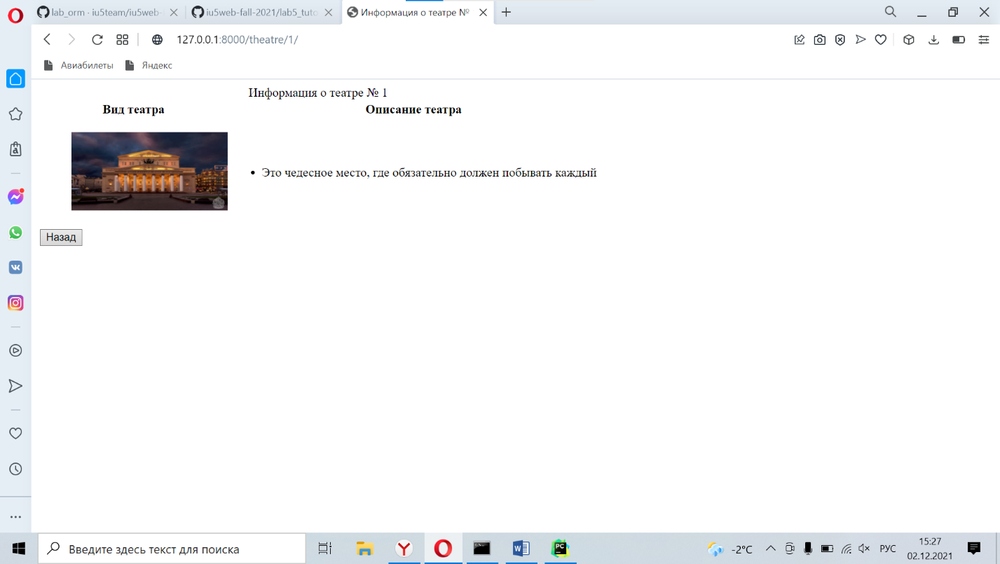 lab_orm · iu5team/iu5web-
iu5web-fall-2021/lab5_tuto
Информация о театре №
127.0.0.1:8000/theatre/1/
Авиабилеты
Яндекс
Информация о театре № 1
Вид театра
Описание театра
Это чедесное место, где обязательно должен побывать каждый
Назад
Введите здесь текст для поиска
-2°C
РУС
15:27
02.12.2021